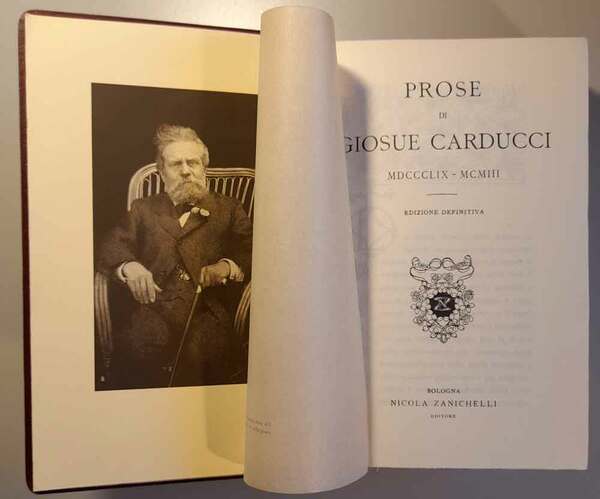 PROSE
DI
GIOSUE CARDUCCI
MDCCCLIX - MCMIII
EDIZIONE DEFINITIVA
BOLOGNA
NICOLA ZANICHELLI
EDITORE